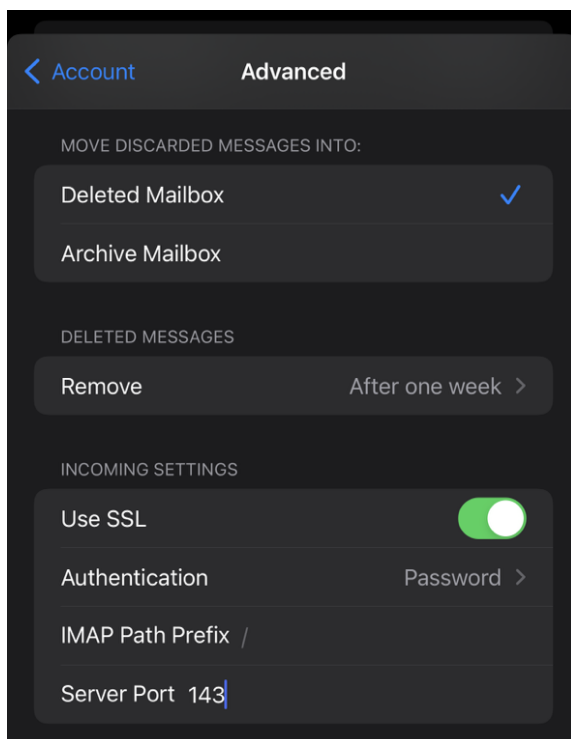 Account
Advanced
MOVE DISCARDED MESSAGES INTO:
Deleted Mailbox
Archive Mailbox
DELETED MESSAGES
Remove After one week
INCOMING SETTINGS
Use SSL
Authentication Password
IMAP Path Prefix /
Server Port 143